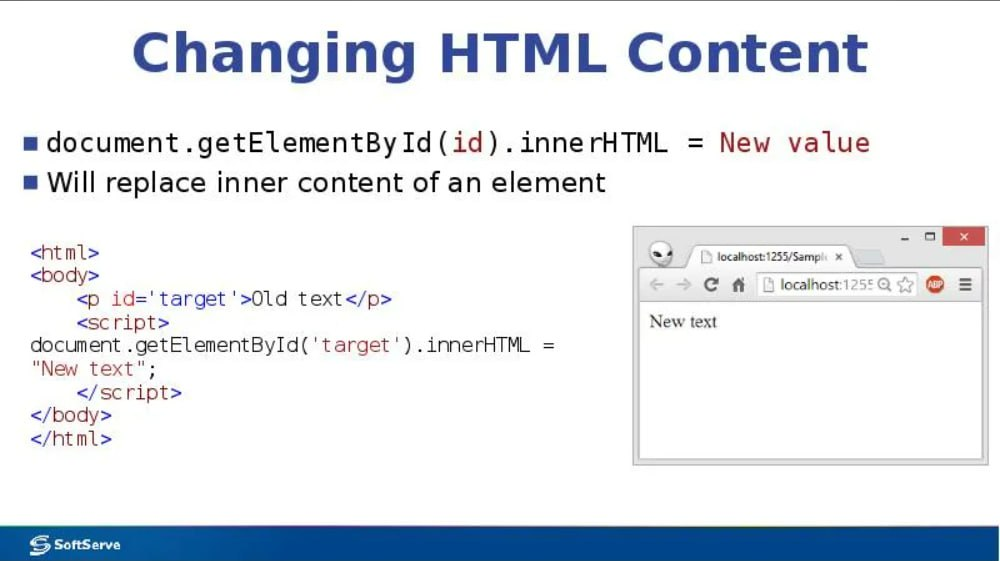 Changing HTML Content
document.getElementById(id).innerHTML = New value
Will replace inner content of an element
<html>
<body>
<p id='target'>Old text</p>
<script>
document.getElementById('target').innerHTML =
"New text";
</script>
</body>
</html>
localhost:1255/Sampl
localhost:1255
ABP
New text
SoftServe